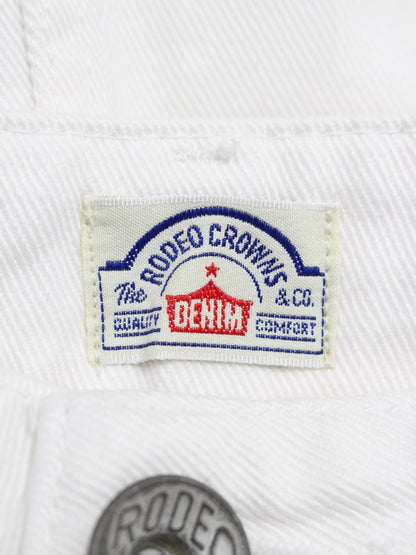 RODEO CROWNS
The & CO.
QUALITY DENIM COMFORT
RODEO